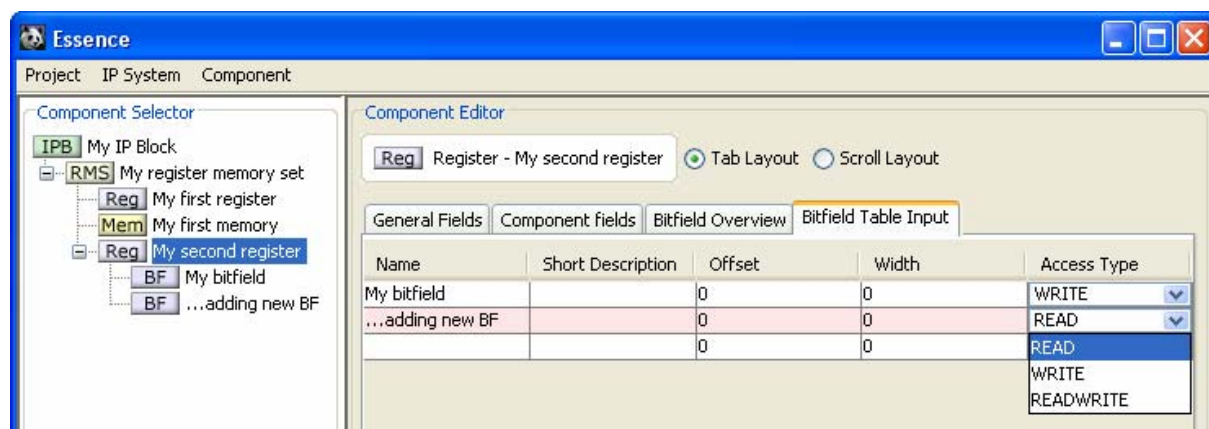 Essence
Project IP System Component
Component Selector
IPB My IP Block
RMS My register memory set
Reg My first register
Mem My first memory
Reg My second register
BF My bitfield
BF ...adding new BF
Component Editor
Reg Register - My second register Tab Layout Scroll Layout
General Fields Component fields Bitfield Overview Bitfield Table Input
Name Short Description Offset Width Access Type
My bitfield 0 0 WRITE
...adding new BF 0 0 READ
0 0
READ
WRITE
READWRITE